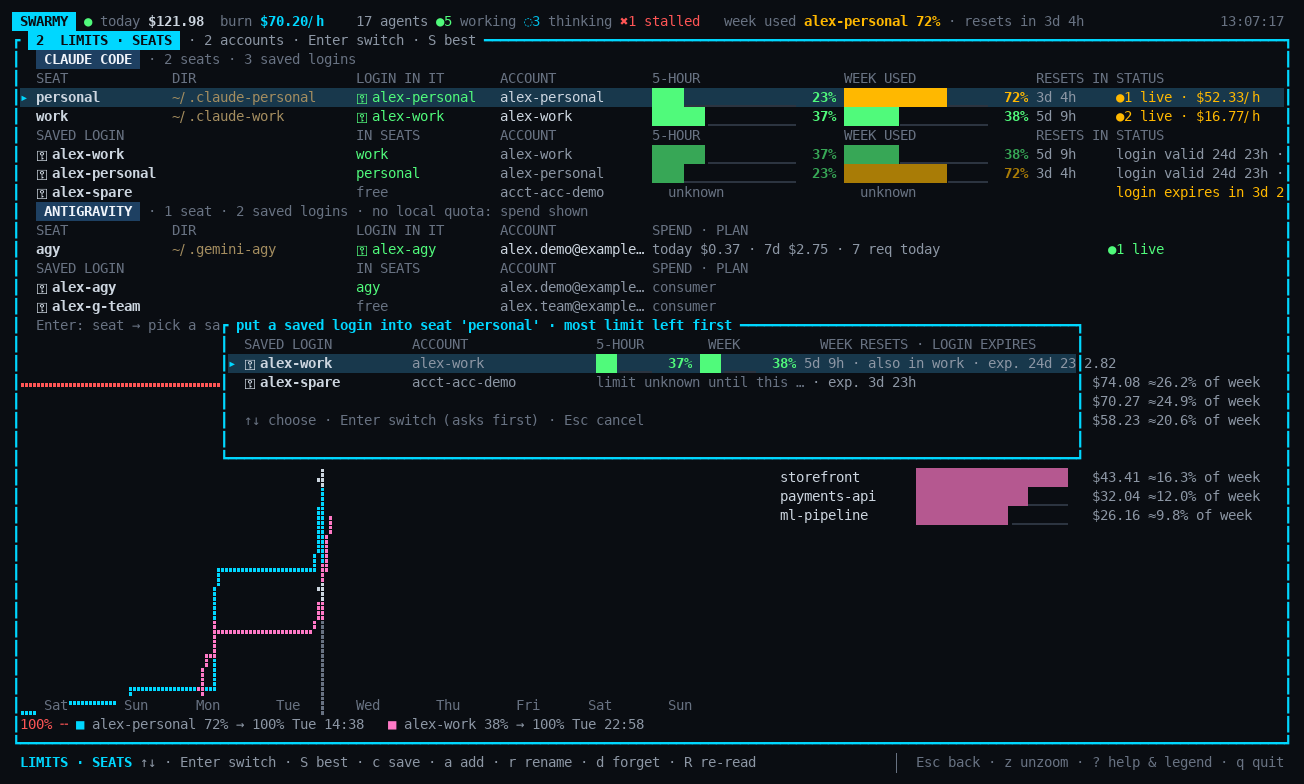 SWARMY ● today $121.98 burn $70.20/h 17 agents ●5 working ◌3 thinking ✖1 stalled week used alex-personal 72% · resets in 3d 4h 13:07:17
2 LIMITS · SEATS · 2 accounts · Enter switch · S best
CLAUDE CODE · 2 seats · 3 saved logins
SEAT DIR LOGIN IN IT ACCOUNT 5-HOUR WEEK USED RESETS IN STATUS
▸ personal ~/.claude-personal ⚿ alex-personal alex-personal 23% 72% 3d 4h ●1 live · $52.33/h
work ~/.claude-work ⚿ alex-work alex-work 37% 38% 5d 9h ●2 live · $16.77/h
SAVED LOGIN IN SEATS ACCOUNT 5-HOUR WEEK USED RESETS IN STATUS
⚿ alex-work work alex-work 37% 38% 5d 9h login valid 24d 23h ·
⚿ alex-personal personal alex-personal 23% 72% 3d 4h login valid 24d 23h ·
⚿ alex-spare free acct-acc-demo unknown unknown login expires in 3d 2
ANTIGRAVITY · 1 seat · 2 saved logins · no local quota: spend shown
SEAT DIR LOGIN IN IT ACCOUNT SPEND · PLAN
agy ~/.gemini-agy ⚿ alex-agy alex.demo@example… today $0.37 · 7d $2.75 · 7 req today ●1 live
SAVED LOGIN IN SEATS ACCOUNT SPEND · PLAN
⚿ alex-agy agy alex.demo@example… consumer
⚿ alex-g-team free alex.team@example… consumer
Enter: seat → pick a sa
put a saved login into seat 'personal' · most limit left first
SAVED LOGIN ACCOUNT 5-HOUR WEEK WEEK RESETS · LOGIN EXPIRES
▸ ⚿ alex-work alex-work 37% 38% 5d 9h · also in work · exp. 24d 23
⚿ alex-spare acct-acc-demo limit unknown until this … · exp. 3d 23h
↑↓ choose · Enter switch (asks first) · Esc cancel
2.82
$74.08 ≈26.2% of week
$70.27 ≈24.9% of week
$58.23 ≈20.6% of week
storefront $43.41 ≈16.3% of week
payments-api $32.04 ≈12.0% of week
ml-pipeline $26.16 ≈9.8% of week
Sat Sun Mon Tue Wed Thu Fri Sat Sun
100% ╌ ■ alex-personal 72% → 100% Tue 14:38 ■ alex-work 38% → 100% Tue 22:58
LIMITS · SEATS ↑↓ · Enter switch · S best · c save · a add · r rename · d forget · R re-read │ Esc back · z unzoom · ? help & legend · q quit